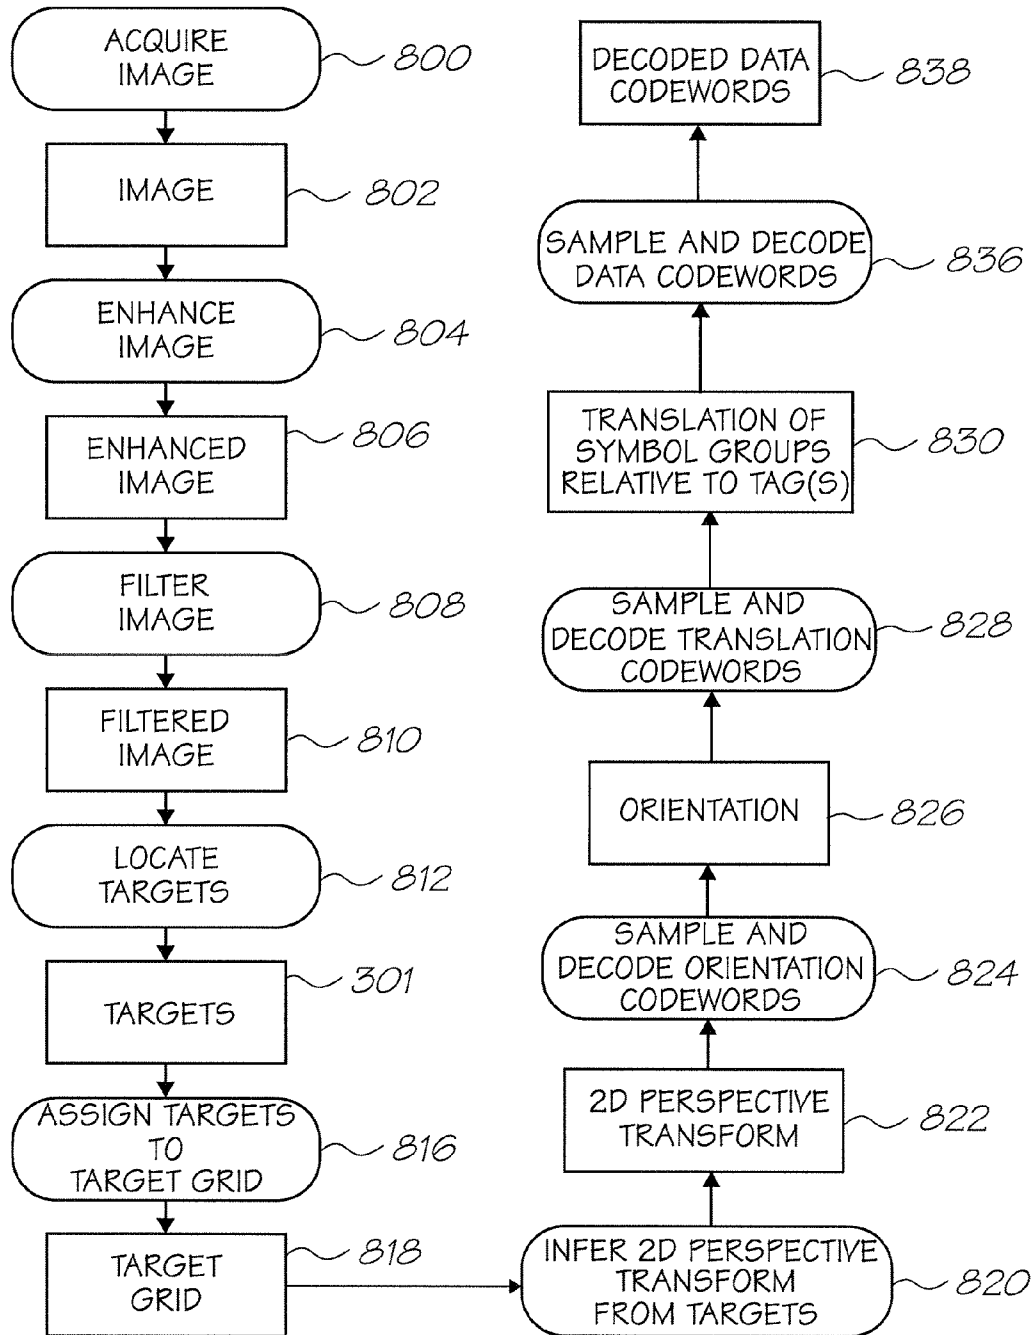 ACQUIRE
IMAGE
800
IMAGE
802
ENHANCE
IMAGE
804
ENHANCED
IMAGE
806
FILTER
IMAGE
808
FILTERED
IMAGE
810
LOCATE
TARGETS
812
TARGETS
301
ASSIGN TARGETS
TO
TARGET GRID
816
TARGET
GRID
818
INFER 2D PERSPECTIVE
TRANSFORM
FROM TARGETS
820
2D PERSPECTIVE
TRANSFORM
822
SAMPLE AND
DECODE ORIENTATION
CODEWORDS
824
ORIENTATION
826
SAMPLE AND
DECODE TRANSLATION
CODEWORDS
828
TRANSLATION OF
SYMBOL GROUPS
RELATIVE TO TAG(S)
830
SAMPLE AND DECODE
DATA CODEWORDS
836
DECODED DATA
CODEWORDS
838